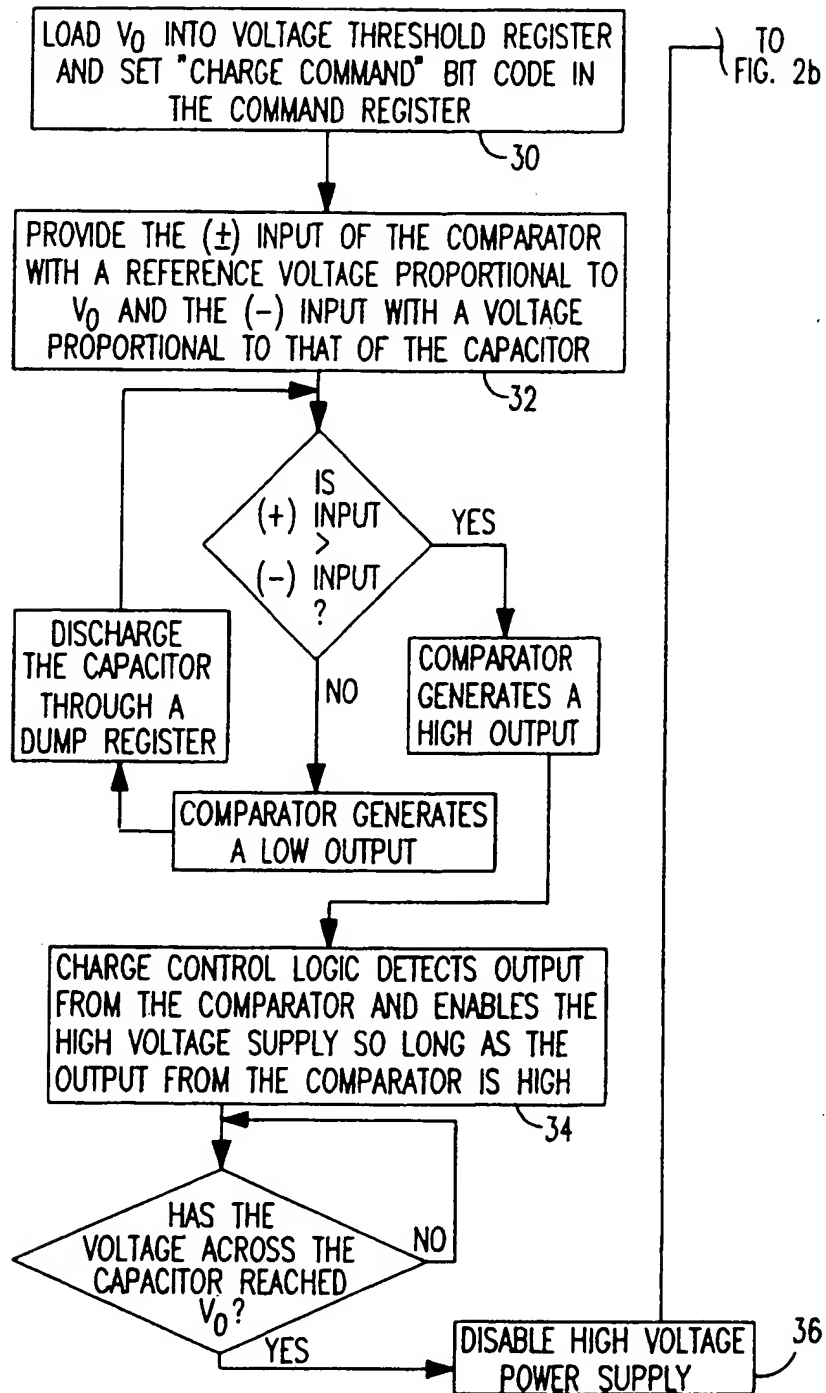 LOAD V0 INTO VOLTAGE THRESHOLD REGISTER
AND SET "CHARGE COMMAND" BIT CODE IN
THE COMMAND REGISTER
30
TO
FIG. 2b
PROVIDE THE (±) INPUT OF THE COMPARATOR
WITH A REFERENCE VOLTAGE PROPORTIONAL TO
V0 AND THE (−) INPUT WITH A VOLTAGE
PROPORTIONAL TO THAT OF THE CAPACITOR
32
IS
(+) INPUT
>
(−) INPUT
?
YES
NO
DISCHARGE
THE CAPACITOR
THROUGH A
DUMP REGISTER
COMPARATOR
GENERATES A
HIGH OUTPUT
COMPARATOR GENERATES
A LOW OUTPUT
CHARGE CONTROL LOGIC DETECTS OUTPUT
FROM THE COMPARATOR AND ENABLES THE
HIGH VOLTAGE SUPPLY SO LONG AS THE
OUTPUT FROM THE COMPARATOR IS HIGH
34
HAS THE
VOLTAGE ACROSS THE
CAPACITOR REACHED
V0?
NO
YES
DISABLE HIGH VOLTAGE
POWER SUPPLY
36